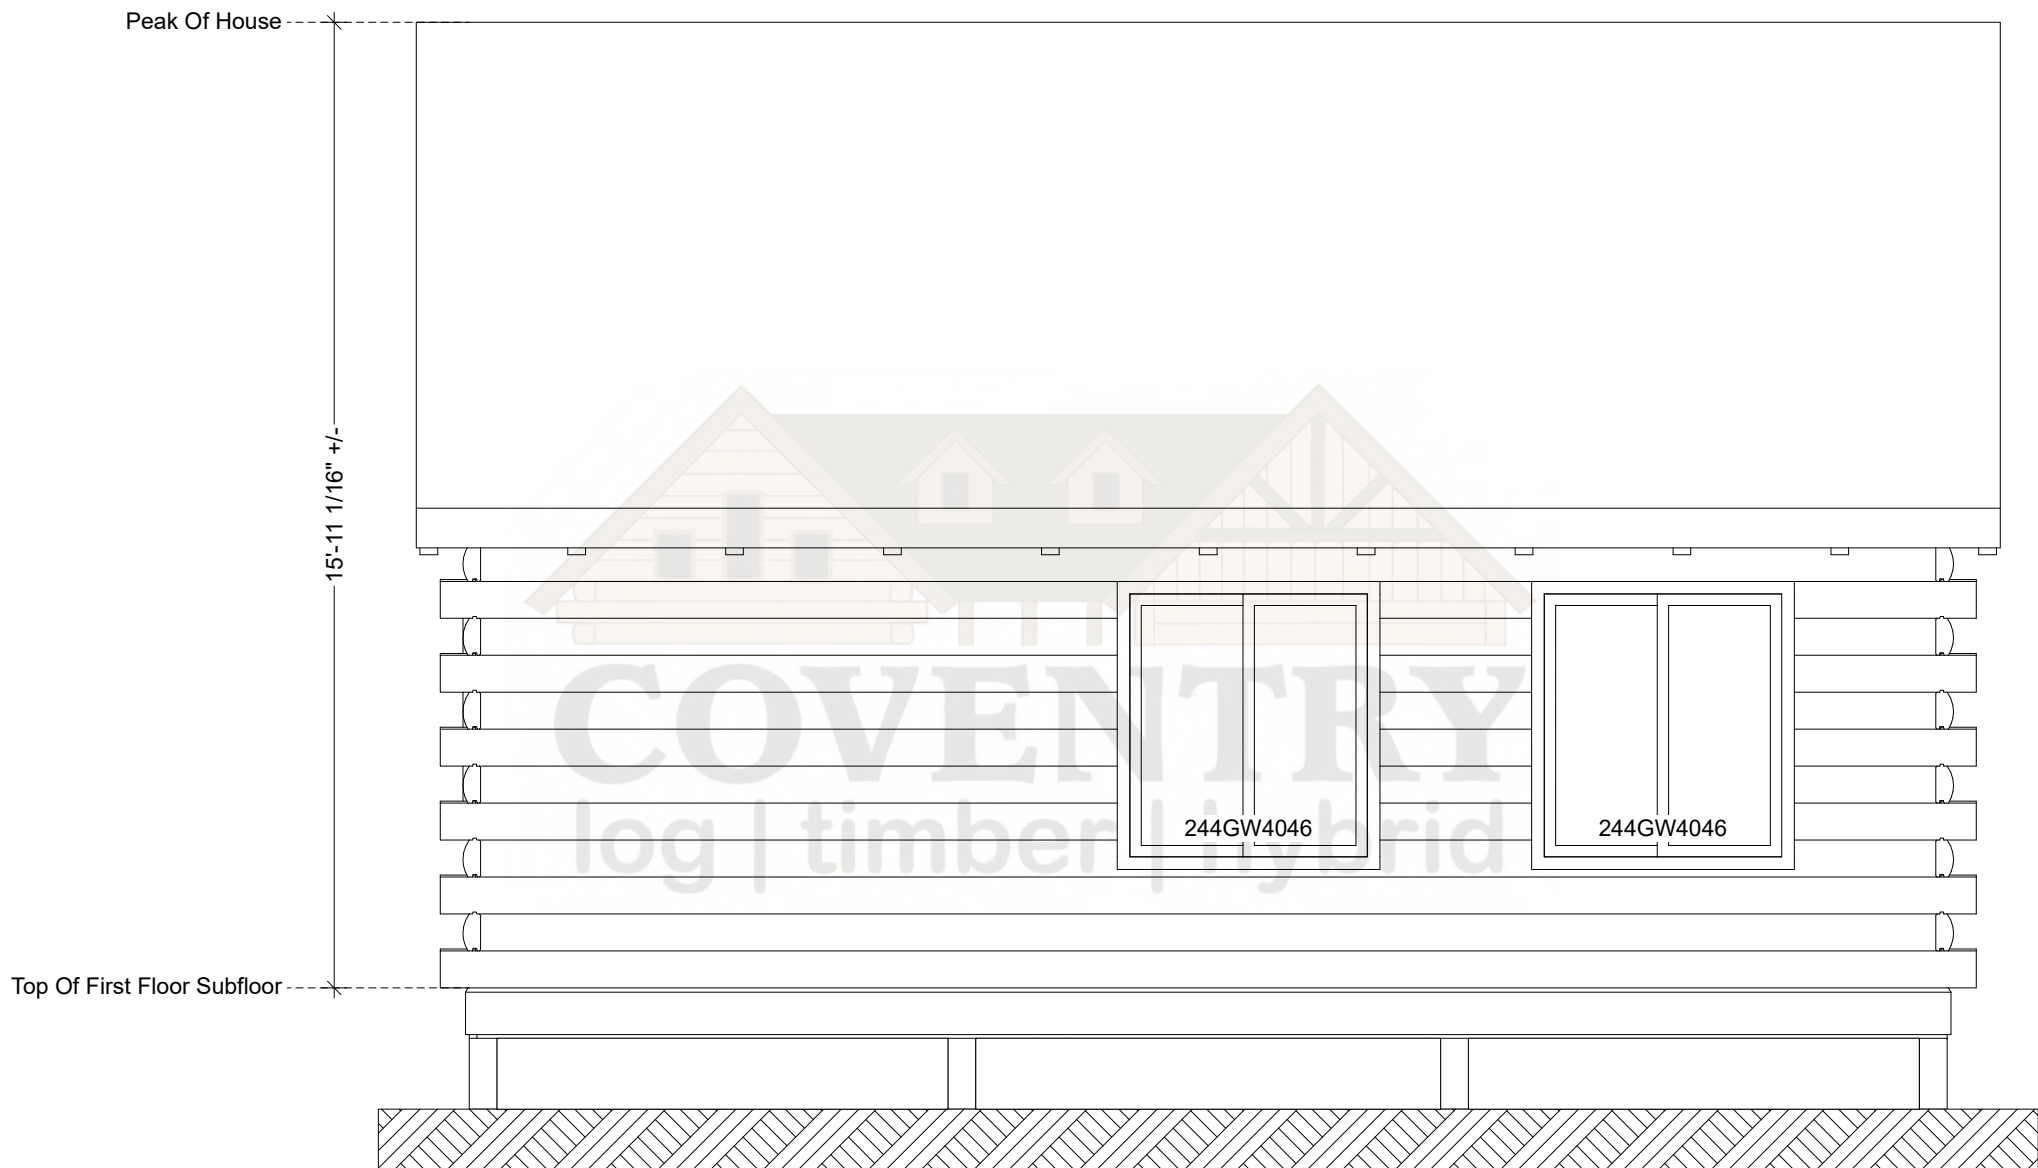 Peak Of House
15'-11 1/16" +/-
COVENTRY
log | timber | hybrid
244GW4046
244GW4046
Top Of First Floor Subfloor